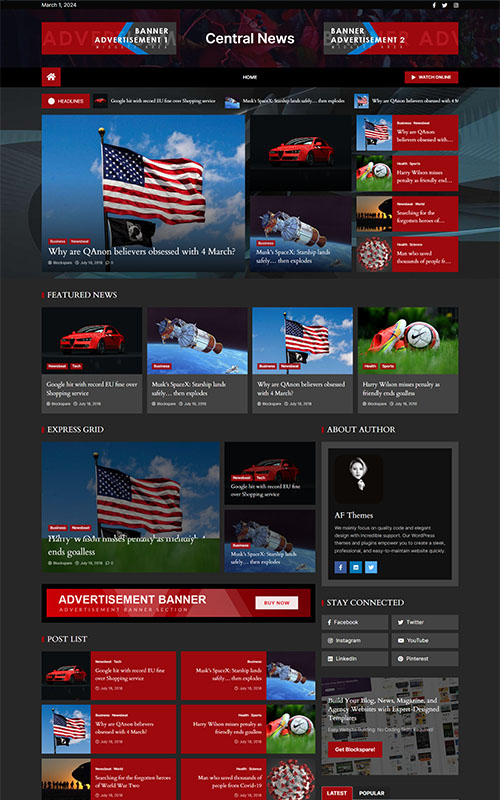 March 1, 2024
ADVER
BANNER
ADVERTISEMENT 1
WIDGET AREA
Central News
BANNER
ADVERTISEMENT 2
WIDGET AREA
HOME
WATCH ONLINE
HEADLINES
Google hit with record EU fine over Shopping service
Musk's SpaceX: Starship lands safely… then explodes
Why are QAnon believers obsessed with 4 M
Business Newsbeat
Why are QAnon believers obsessed with 4 March?
Blockspare July 18, 2018 0
Business
Musk's SpaceX: Starship lands
safely… then explodes
Business Newsbeat
Why are QAnon
believers obsessed with…
Health Sports
Harry Wilson misses
penalty as friendly end…
Newsbeat World
Searching for the
forgotten heroes of…
Health Science
Man who saved
thousands of people fr…
FEATURED NEWS
Newsbeat Tech
Google hit with record EU fine over
Shopping service
Blockspare July 18, 2018
Business
Musk's SpaceX: Starship lands
safely… then explodes
Blockspare July 18, 2018
Business Newsbeat
Why are QAnon believers obsessed
with 4 March?
Blockspare July 18, 2018
Health Sports
Harry Wilson misses penalty as
friendly ends goalless
Blockspare July 18, 2018
EXPRESS GRID
Business Newsbeat
Harry Wilson misses penalty as friendly
ends goalless
Blockspare July 18, 2018 0
Newsbeat Tech
Google hit with record EU fine
over Shopping service
Business
Musk's SpaceX: Starship lands
safely… then explodes
ABOUT AUTHOR
AF Themes
We mainly focus on quality code and elegant
design with incredible support. Our WordPress
themes and plugins empower you to create a sleek,
professional, and easy-to-maintain website quickly.
ADVERTISEMENT BANNER
ADVERTISEMENT BANNER SECTION
BUY NOW
STAY CONNECTED
Facebook
Twitter
Instagram
YouTube
LinkedIn
Pinterest
POST LIST
Newsbeat Tech
Google hit with record EU fine
over Shopping service
July 18, 2018
Business
Musk's SpaceX: Starship lands
safely… then explodes
July 18, 2018
Business Newsbeat
Why are QAnon believers
obsessed with 4 March?
July 18, 2018
Health Sports
Harry Wilson misses penalty as
friendly ends goalless
July 18, 2018
Newsbeat World
Searching for the forgotten heroes
of World War Two
July 18, 2018
Health Science
Man who saved thousands of
people from Covid-19
July 18, 2018
Build Your Blog, News, Magazine, and
Agency Websites with Expert-Designed
Templates
Easy Website Building: No Coding Skills Required!
Get Blockspare!
LATEST
POPULAR